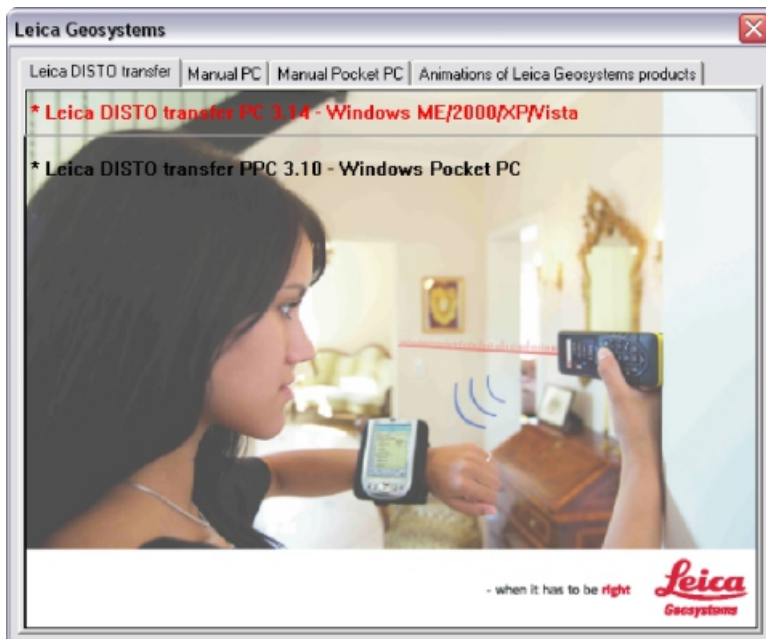 Leica Geosystems
Leica DISTO transfer Manual PC Manual Pocket PC Animations of Leica Geosystems products
* Leica DISTO transfer PC 3.14 - Windows ME/2000/XP/Vista
* Leica DISTO transfer PPC 3.10 - Windows Pocket PC
- when it has to be right
Leica
Geosystems